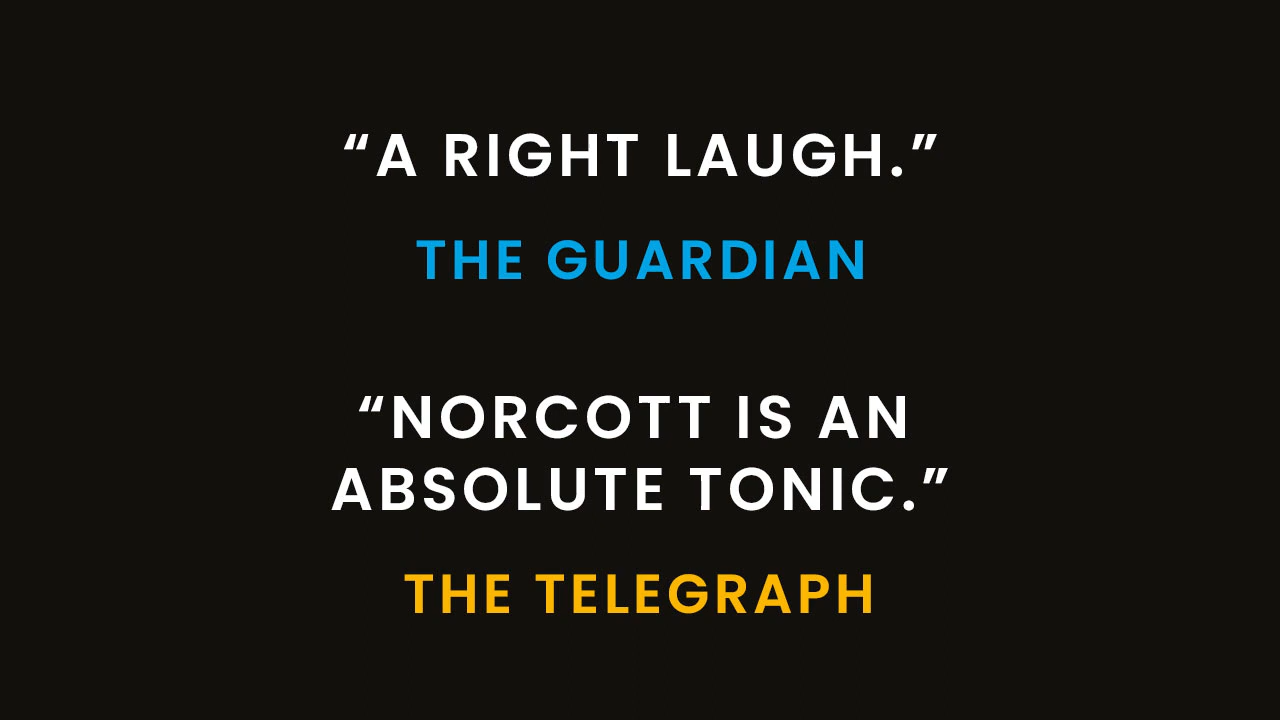 “A RIGHT LAUGH.”
THE GUARDIAN
“NORCOTT IS AN
ABSOLUTE TONIC.”
THE TELEGRAPH